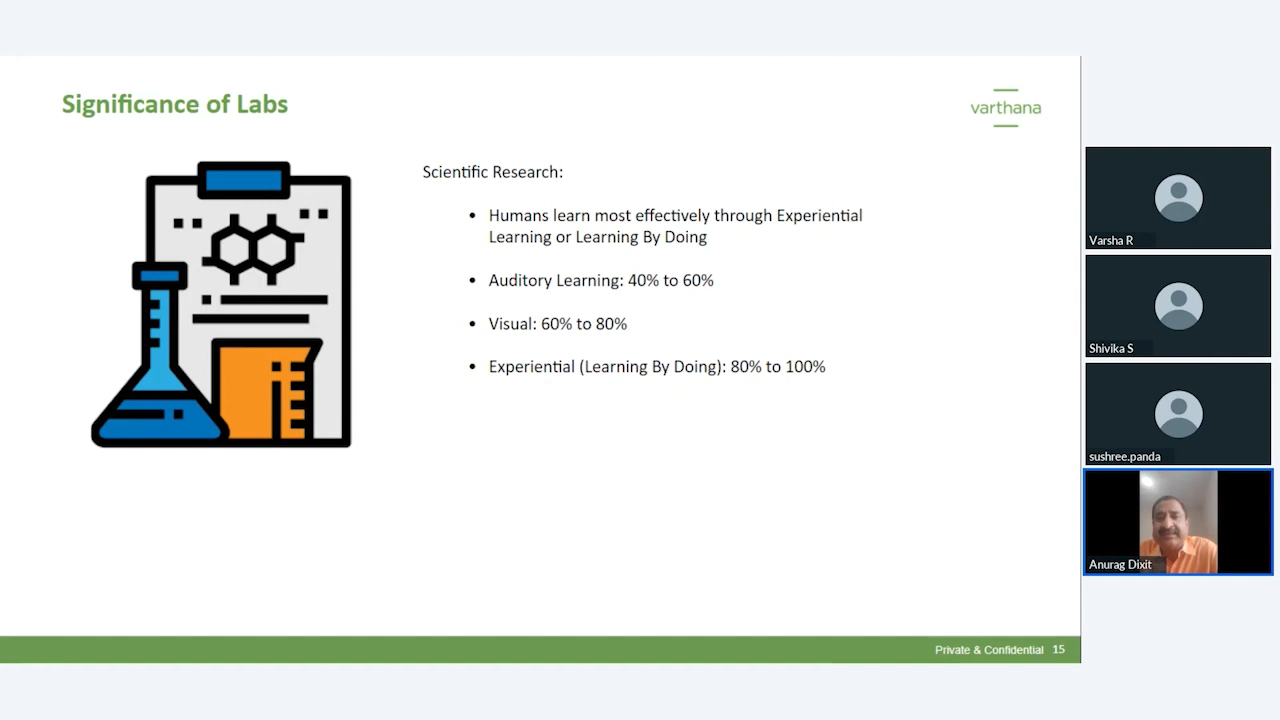 Significance of Labs
varthana
Scientific Research:
• Humans learn most effectively through Experiential
Learning or Learning By Doing
• Auditory Learning: 40% to 60%
• Visual: 60% to 80%
• Experiential (Learning By Doing): 80% to 100%
Private & Confidential 15
Varsha R
Shivika S
sushree.panda
Anurag Dixit